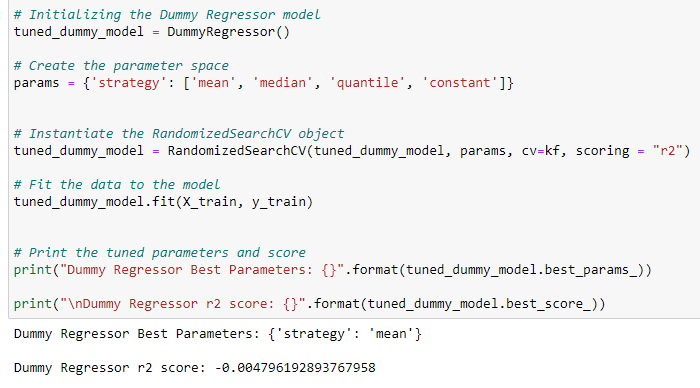 # Initializing the Dummy Regressor model
tuned_dummy_model = DummyRegressor()
# Create the parameter space
params = {'strategy': ['mean', 'median', 'quantile', 'constant']}
# Instantiate the RandomizedSearchCV object
tuned_dummy_model = RandomizedSearchCV(tuned_dummy_model, params, cv=kf, scoring = "r2")
# Fit the data to the model
tuned_dummy_model.fit(X_train, y_train)
# Print the tuned parameters and score
print("Dummy Regressor Best Parameters: {}".format(tuned_dummy_model.best_params_))
print("\nDummy Regressor r2 score: {}".format(tuned_dummy_model.best_score_))
Dummy Regressor Best Parameters: {'strategy': 'mean'}
Dummy Regressor r2 score: -0.004796192893767958